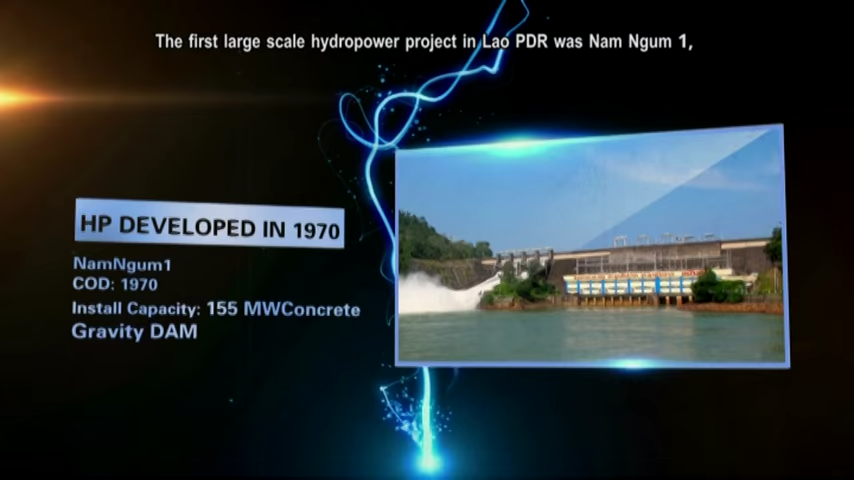 The first large scale hydropower project in Lao PDR was Nam Ngum 1,
HP DEVELOPED IN 1970
NamNgum1
COD: 1970
Install Capacity: 155 MWConcrete
Gravity DAM